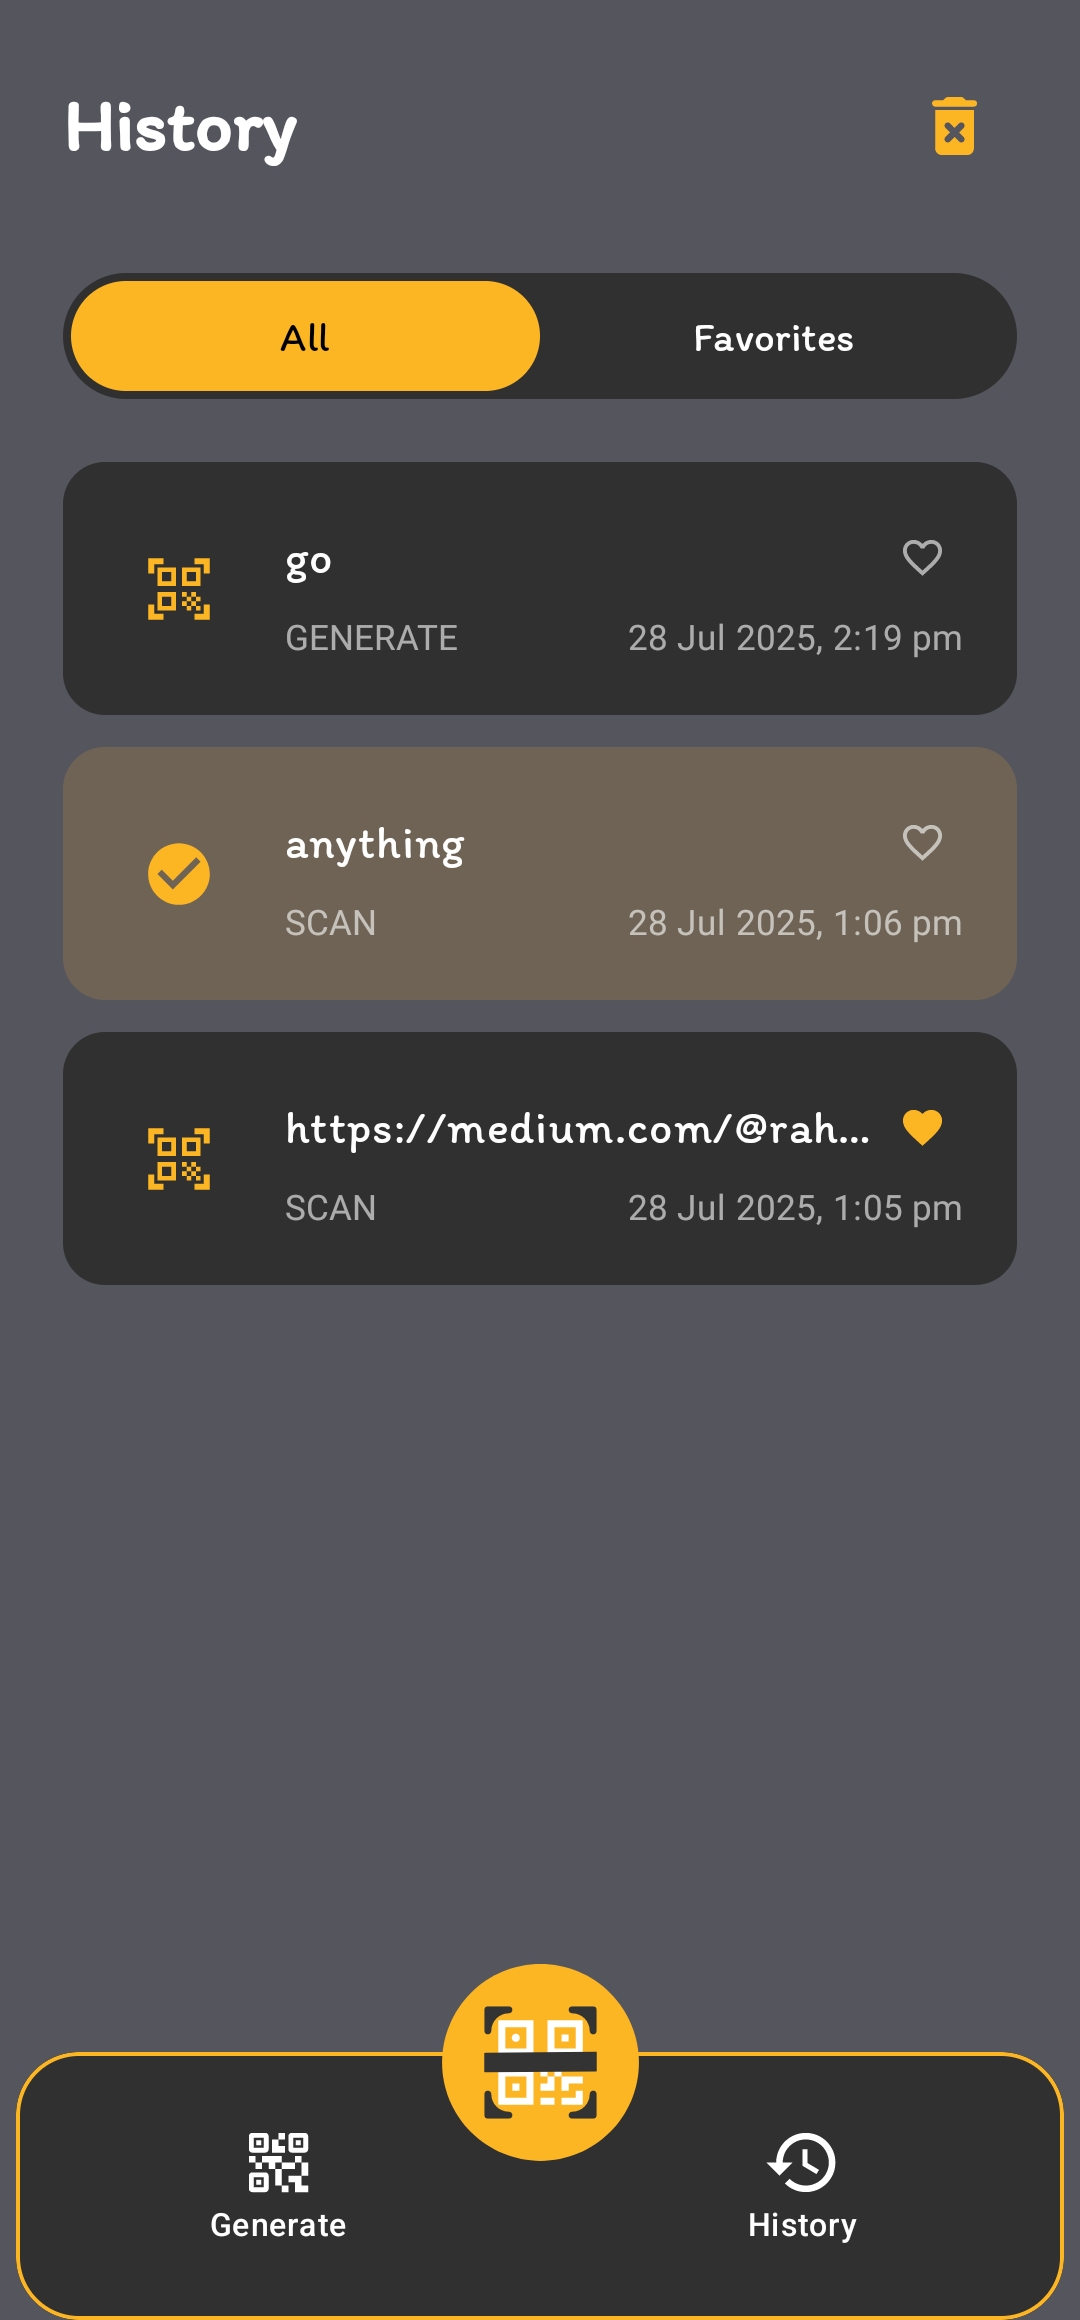 History
All
Favorites
go
GENERATE
28 Jul 2025, 2:19 pm
anything
SCAN
28 Jul 2025, 1:06 pm
https://medium.com/@rah...
SCAN
28 Jul 2025, 1:05 pm
Generate
History